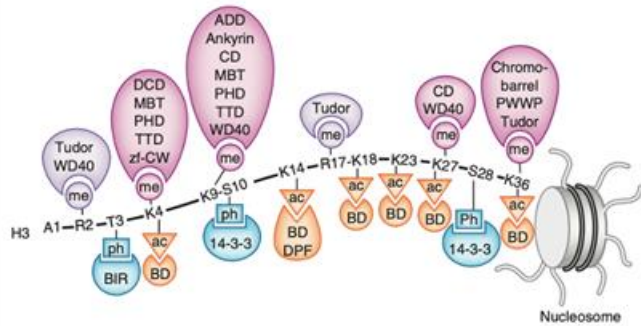 ADD
Ankyrin
CD
MBT
PHD
TTD
WD40
me
DCD
MBT
PHD
TTD
zf-CW
me
Tudor
WD40
me
Tudor
me
CD
WD40
me
Chromo-
barrel
PWWP
Tudor
me
H3 A1-R2-T3-K4-K9-S10-K14-R17-K18-K23-K27-S28-K36
ph
BIR
ac
BD
ph
14-3-3
ac
BD
DPF
ac
BD
ac
BD
ac
BD
Ph
14-3-3
ac
BD
Nucleosome